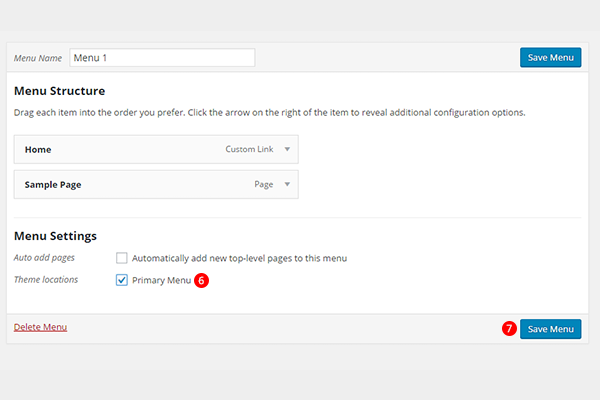 Menu Name Menu 1 Save Menu
Menu Structure
Drag each item into the order you prefer. Click the arrow on the right of the item to reveal additional configuration options.
Home Custom Link
Sample Page Page
Menu Settings
Auto add pages Automatically add new top-level pages to this menu
Theme locations Primary Menu 6
Delete Menu 7 Save Menu